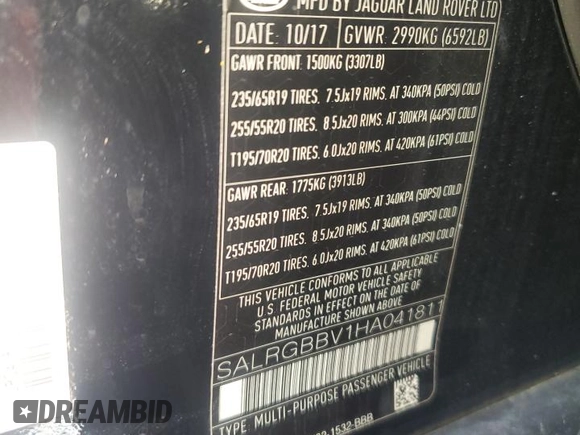 MFD BY JAGUAR LAND ROVER LTD
DATE: 10/17 GVWR: 2990KG (6592LB)
GAWR FRONT: 1500KG (3307LB)
235/65R19 TIRES, 7.5Jx19 RIMS, AT 340KPA (50PSI) COLD
255/55R20 TIRES, 8.5Jx20 RIMS, AT 300KPA (44PSI) COLD
T195/70R20 TIRES, 6.0Jx20 RIMS, AT 420KPA (61PSI) COLD
GAWR REAR: 1775KG (3913LB)
235/65R19 TIRES, 7.5Jx19 RIMS, AT 340KPA (50PSI) COLD
255/55R20 TIRES, 8.5Jx20 RIMS, AT 340KPA (50PSI) COLD
T195/70R20 TIRES, 6.0Jx20 RIMS, AT 420KPA (61PSI) COLD
THIS VEHICLE CONFORMS TO ALL APPLICABLE
U.S. FEDERAL MOTOR VEHICLE SAFETY
STANDARDS IN EFFECT ON THE DATE OF
MANUFACTURE SHOWN ABOVE
SALRGBBV1HA041811
TYPE: MULTI-PURPOSE PASSENGER VEHICLE
-1532-BBB
DREAMBID